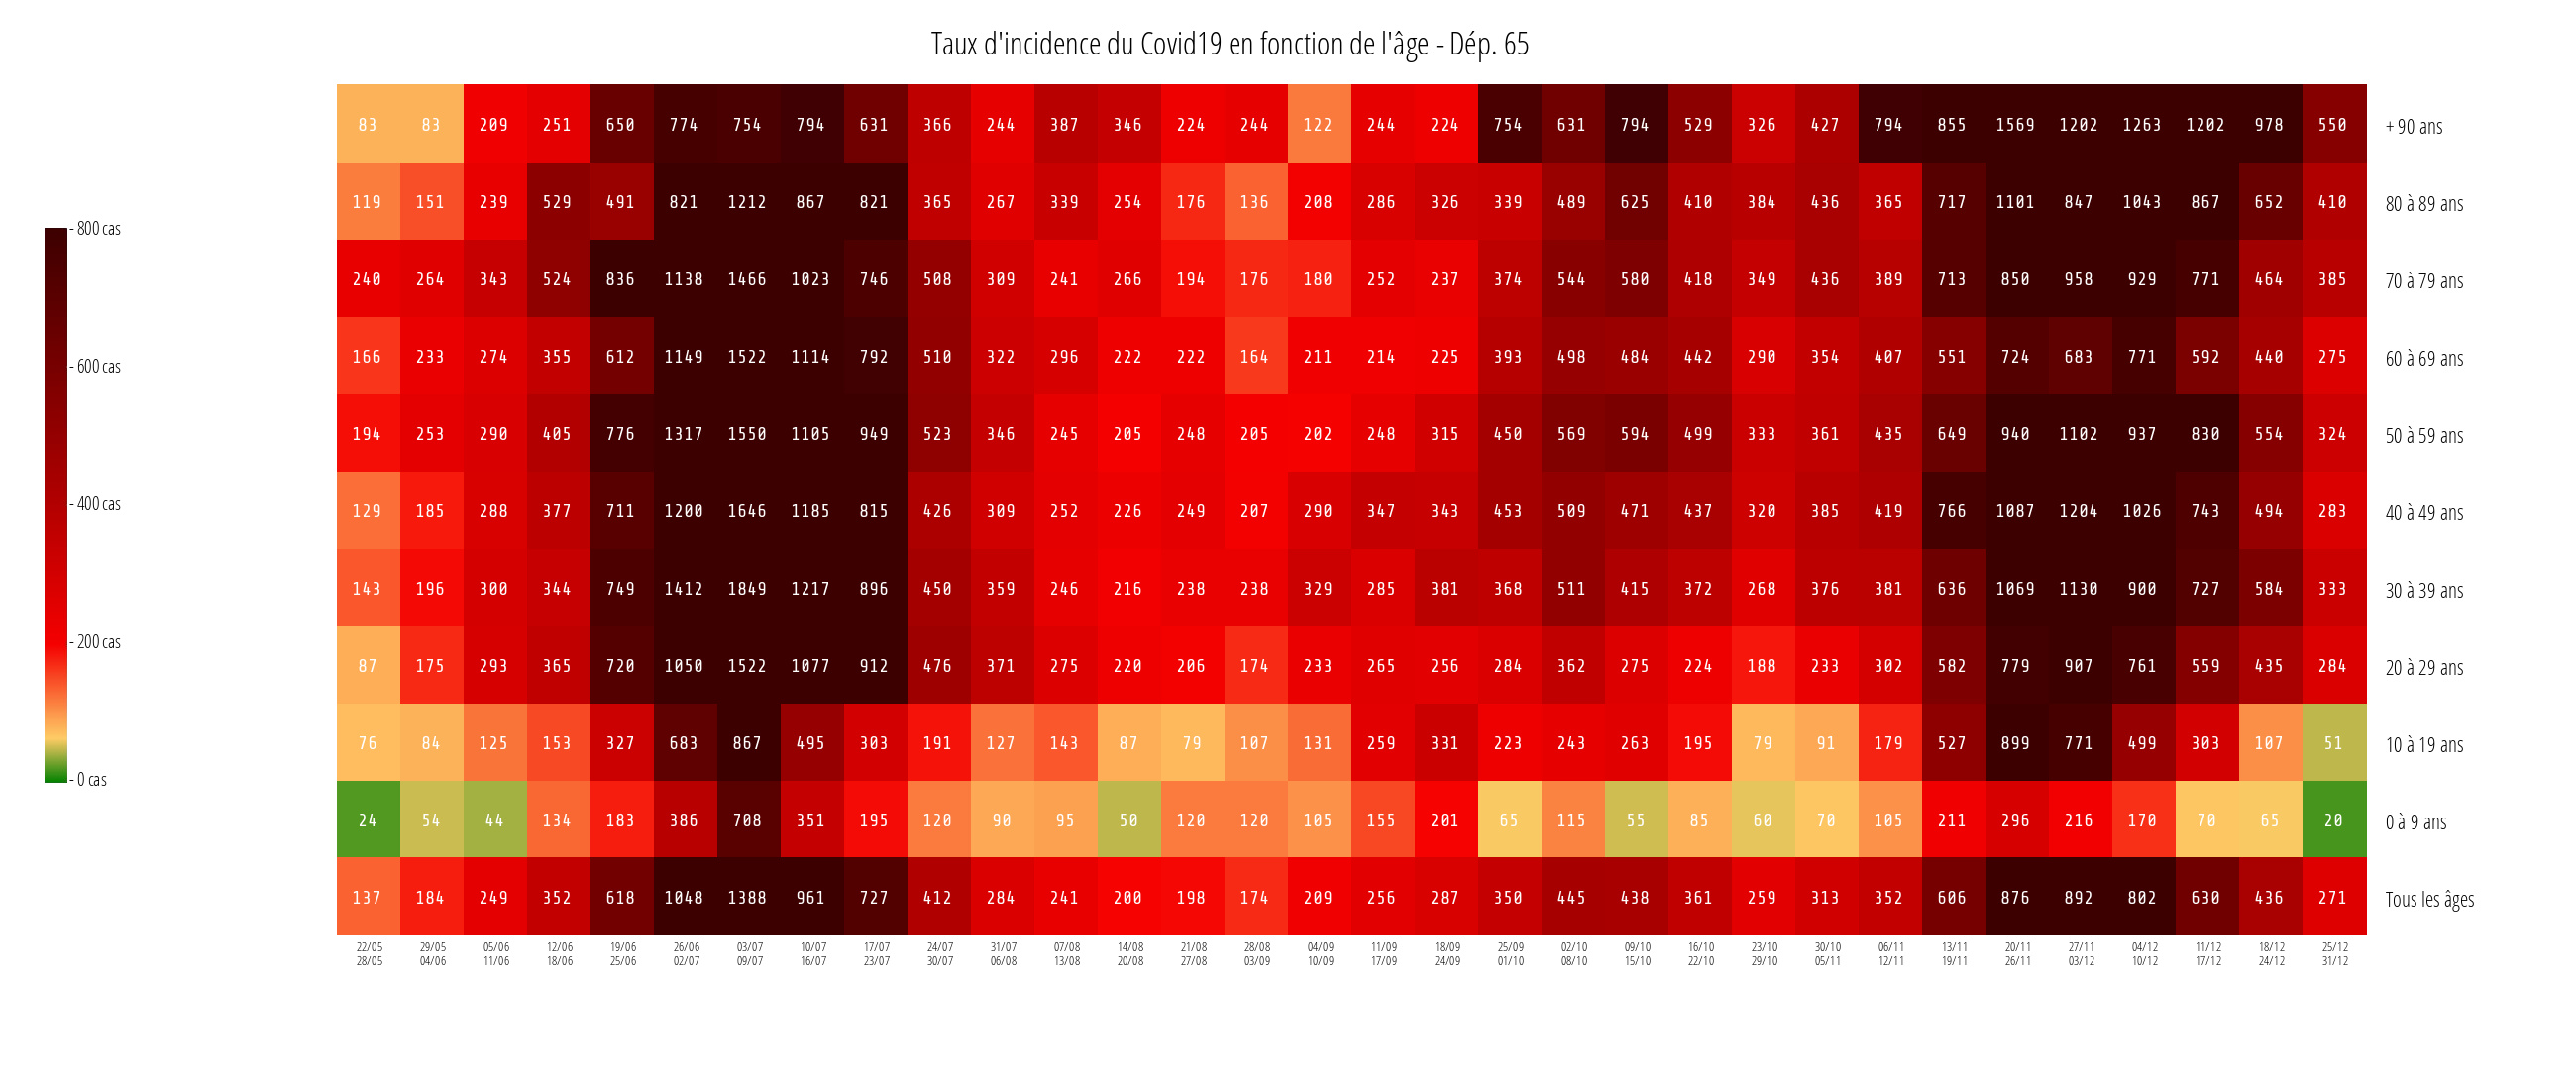 Taux d'incidence du Covid19 en fonction de l'âge - Dép. 65
- 800 cas
- 600 cas
- 400 cas
- 200 cas
- 0 cas
83 83 209 251 650 774 754 794 631 366 244 387 346 224 244 122 244 224 754 631 794 529 326 427 794 855 1569 1202 1263 1202 978 550 + 90 ans
119 151 239 529 491 821 1212 867 821 365 267 339 254 176 136 208 286 326 339 489 625 410 384 436 365 717 1101 847 1043 867 652 410 80 à 89 ans
240 264 343 524 836 1138 1466 1023 746 508 309 241 266 194 176 180 252 237 374 544 580 418 349 436 389 713 850 958 929 771 464 385 70 à 79 ans
166 233 274 355 612 1149 1522 1114 792 510 322 296 222 222 164 211 214 225 393 498 484 442 290 354 407 551 724 683 771 592 440 275 60 à 69 ans
194 253 290 405 776 1317 1550 1105 949 523 346 245 205 248 205 202 248 315 450 569 594 499 333 361 435 649 940 1102 937 830 554 324 50 à 59 ans
129 185 288 377 711 1200 1646 1185 815 426 309 252 226 249 207 290 347 343 453 509 471 437 320 385 419 766 1087 1204 1026 743 494 283 40 à 49 ans
143 196 300 344 749 1412 1849 1217 896 450 359 246 216 238 238 329 285 381 368 511 415 372 268 376 381 636 1069 1130 900 727 584 333 30 à 39 ans
87 175 293 365 720 1050 1522 1077 912 476 371 275 220 206 174 233 265 256 284 362 275 224 188 233 302 582 779 907 761 559 435 284 20 à 29 ans
76 84 125 153 327 683 867 495 303 191 127 143 87 79 107 131 259 331 223 243 263 195 79 91 179 527 899 771 499 303 107 51 10 à 19 ans
24 54 44 134 183 386 708 351 195 120 90 95 50 120 120 105 155 201 65 115 55 85 60 70 105 211 296 216 170 70 65 20 0 à 9 ans
137 184 249 352 618 1048 1388 961 727 412 284 241 200 198 174 209 256 287 350 445 438 361 259 313 352 606 876 892 802 630 436 271 Tous les âges
22/05 29/05 05/06 12/06 19/06 26/06 03/07 10/07 17/07 24/07 31/07 07/08 14/08 21/08 28/08 04/09 11/09 18/09 25/09 02/10 09/10 16/10 23/10 30/10 06/11 13/11 20/11 27/11 04/12 11/12 18/12 25/12
28/05 04/06 11/06 18/06 25/06 02/07 09/07 16/07 23/07 30/07 06/08 13/08 20/08 27/08 03/09 10/09 17/09 24/09 01/10 08/10 15/10 22/10 29/10 05/11 12/11 19/11 26/11 03/12 10/12 17/12 24/12 31/12